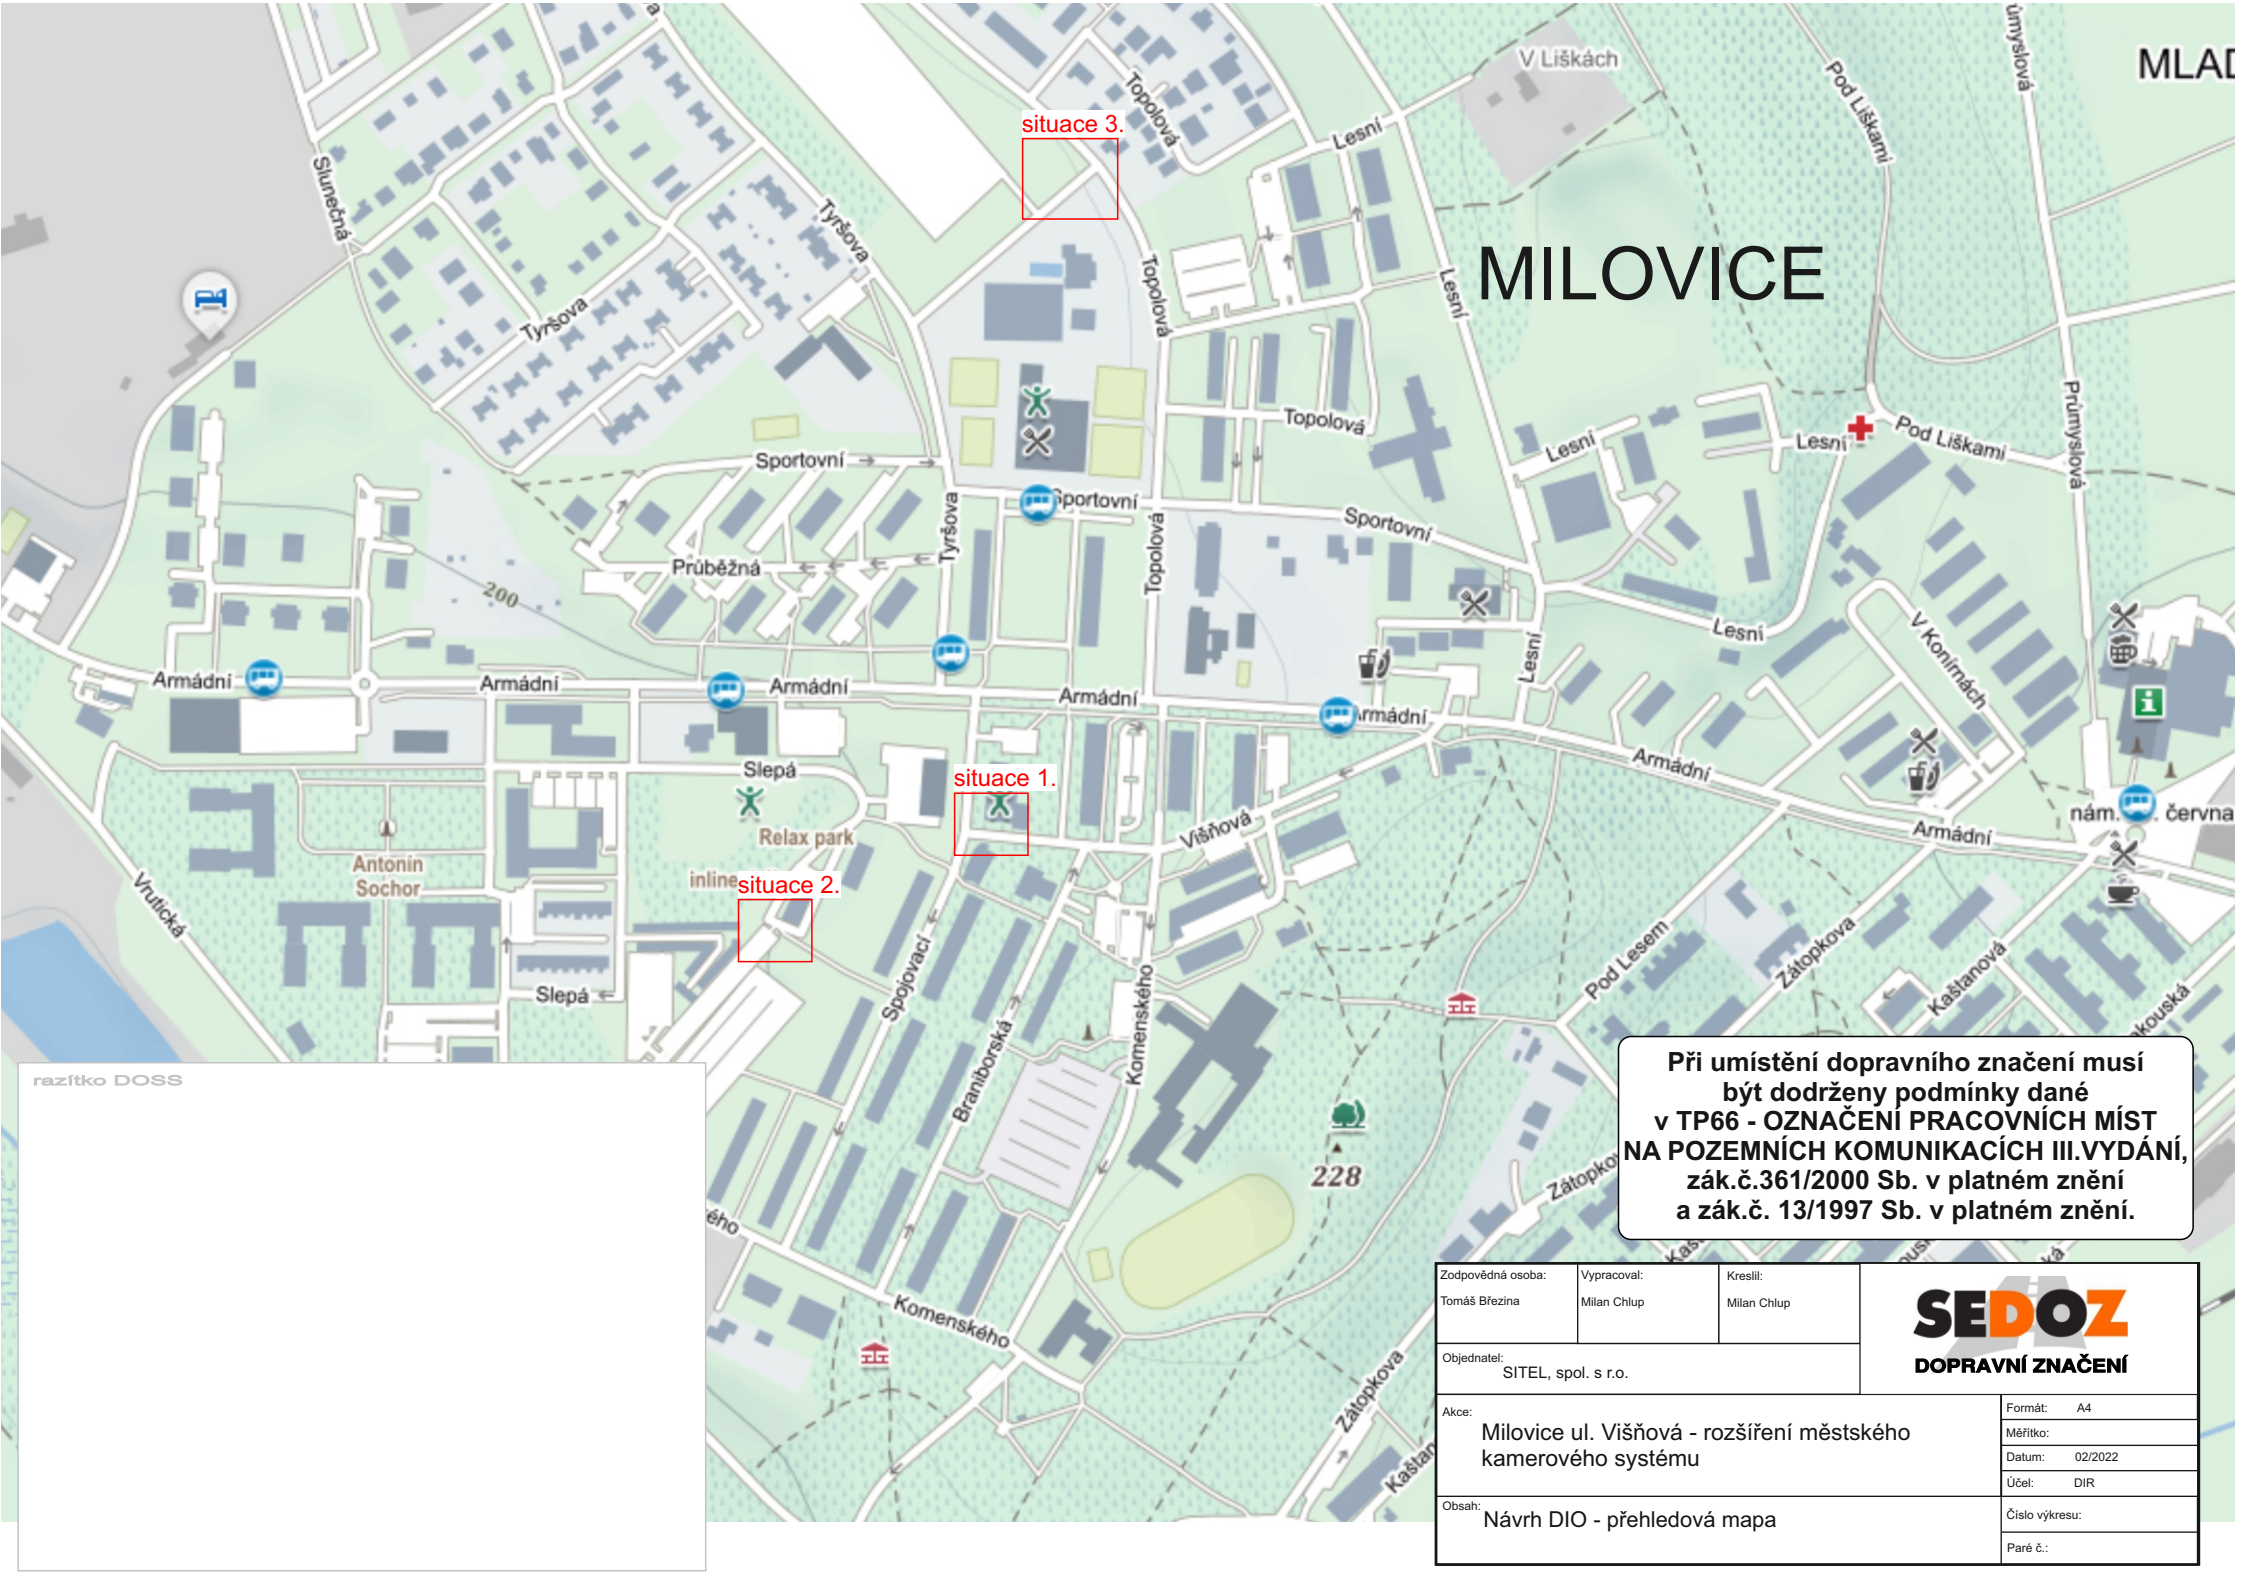 V Liškách
Pod Liškami
MLAD
situace 3.
Topolová
Lesní
Slunečná
Tyršova
MILOVICE
Topolová
Lesní
Tyršova
Průmyslová
Topolová
Lesní
Lesní
Pod Liškami
Sportovní
Sportovní
Sportovní
Tyršova
Topolová
Průběžná
200
Lesní
Lesní
V Konírnách
Armádní
Armádní
Armádní
Armádní
Armádní
Armádní
Armádní
Slepá
situace 1.
nám.
června
Višňová
Relax park
Antonín
Sochor
inline
situace 2.
Vrutická
Spojovací
Slepá
Komenského
Braniborská
Pod Lesem
Zátopkova
Kaštanová
228
Komenského
Zátopkova
razítko DOSS
Při umístění dopravního značení musí
být dodrženy podmínky dané
v TP66 - OZNAČENÍ PRACOVNÍCH MÍST
NA POZEMNÍCH KOMUNIKACÍCH III.VYDÁNÍ,
zák.č.361/2000 Sb. v platném znění
a zák.č. 13/1997 Sb. v platném znění.
Zodpovědná osoba:
Tomáš Březina
Vypracoval:
Milan Chlup
Kreslil:
Milan Chlup
SEDOZ
DOPRAVNÍ ZNAČENÍ
Objednatel:
SITEL, spol. s r.o.
Akce:
Milovice ul. Višňová - rozšíření městského
kamerového systému
Formát: A4
Měřítko:
Datum: 02/2022
Účel: DIR
Obsah:
Návrh DIO - přehledová mapa
Číslo výkresu:
Paré č.: